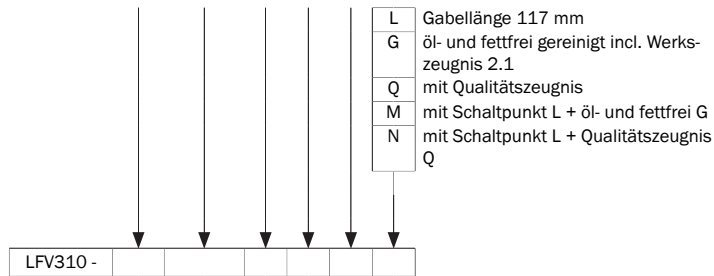 L Gabellänge 117 mm
G öl- und fettfrei gereinigt incl. Werks-
zeugnis 2.1
Q mit Qualitätszeugnis
M mit Schaltpunkt L + öl- und fettfrei G
N mit Schaltpunkt L + Qualitätszeugnis
Q
LFV310 -